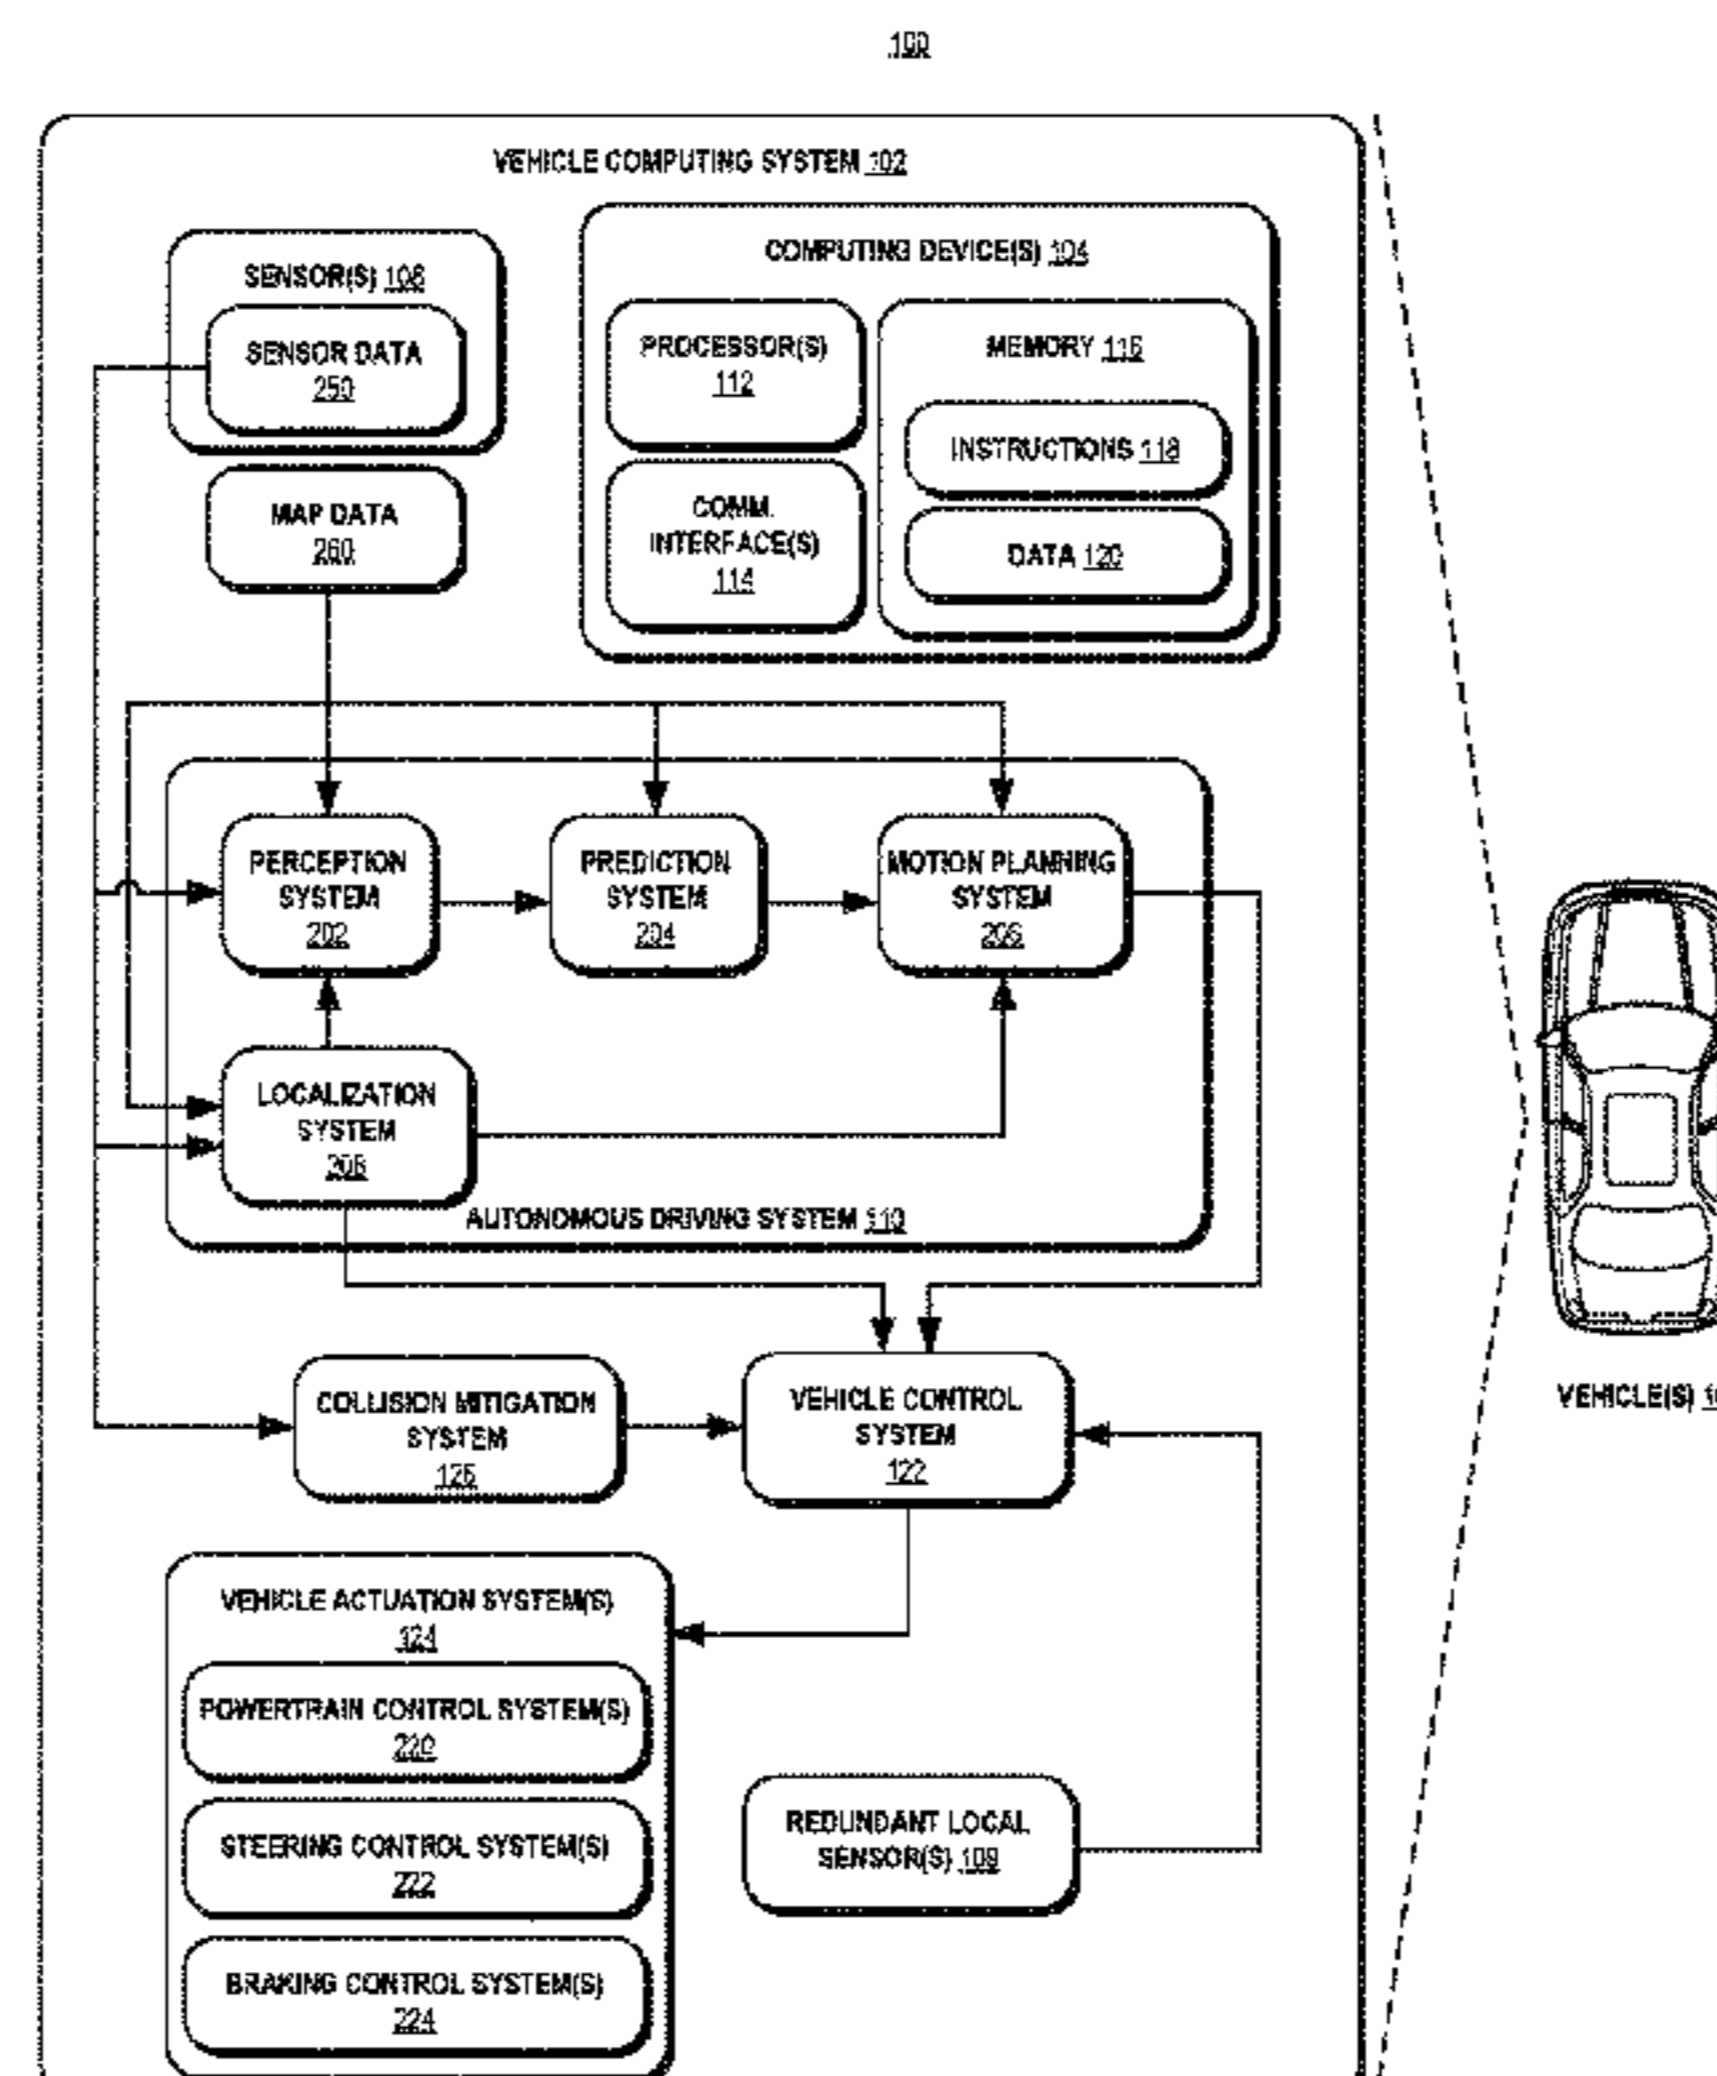 100
VEHICLE COMPUTING SYSTEM 102
SENSOR(S) 108
SENSOR DATA
250
MAP DATA
260
COMPUTING DEVICE(S) 104
PROCESSOR(S)
112
COMM.
INTERFACE(S)
114
MEMORY 116
INSTRUCTIONS 118
DATA 120
PERCEPTION
SYSTEM
202
PREDICTION
SYSTEM
204
MOTION PLANNING
SYSTEM
206
LOCALIZATION
SYSTEM
208
AUTONOMOUS DRIVING SYSTEM 110
COLLISION MITIGATION
SYSTEM
126
VEHICLE CONTROL
SYSTEM
122
VEHICLE(S)
VEHICLE ACTUATION SYSTEM(S)
124
POWERTRAIN CONTROL SYSTEM(S)
220
STEERING CONTROL SYSTEM(S)
222
BRAKING CONTROL SYSTEM(S)
224
REDUNDANT LOCAL
SENSOR(S) 109